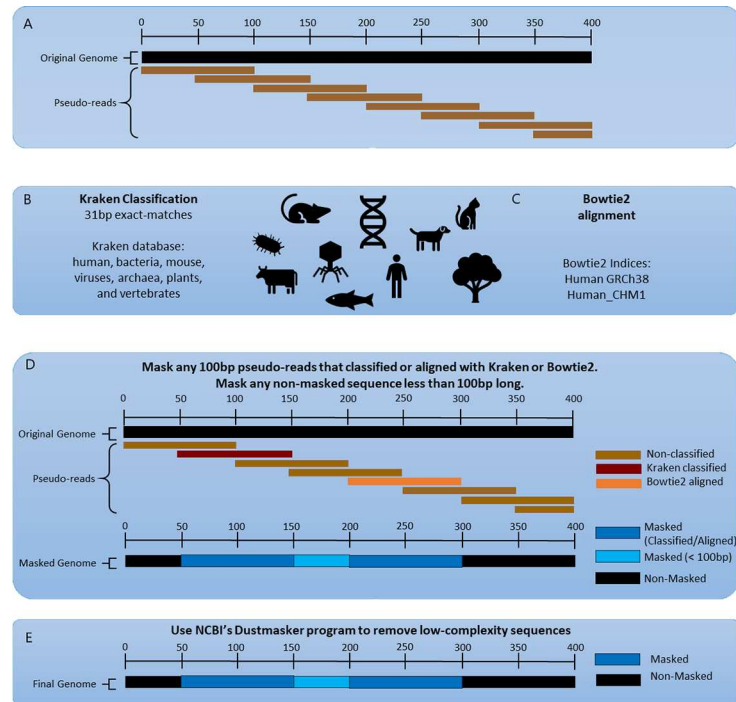 A
0 50 100 150 200 250 300 350 400
Original Genome
Pseudo-reads
B
Kraken Classification
31bp exact-matches
Kraken database:
human, bacteria, mouse,
viruses, archaea, plants,
and vertebrates
C
Bowtie2
alignment
Bowtie2 Indices:
Human GRCh38
Human_CHM1
D
Mask any 100bp pseudo-reads that classified or aligned with Kraken or Bowtie2.
Mask any non-masked sequence less than 100bp long.
0 50 100 150 200 250 300 350 400
Original Genome
Pseudo-reads
Non-classified
Kraken classified
Bowtie2 aligned
0 50 100 150 200 250 300 350 400
Masked Genome
Masked
(Classified/Aligned)
Masked (< 100bp)
Non-Masked
E
Use NCBI's Dustmasker program to remove low-complexity sequences
0 50 100 150 200 250 300 350 400
Final Genome
Masked
Non-Masked